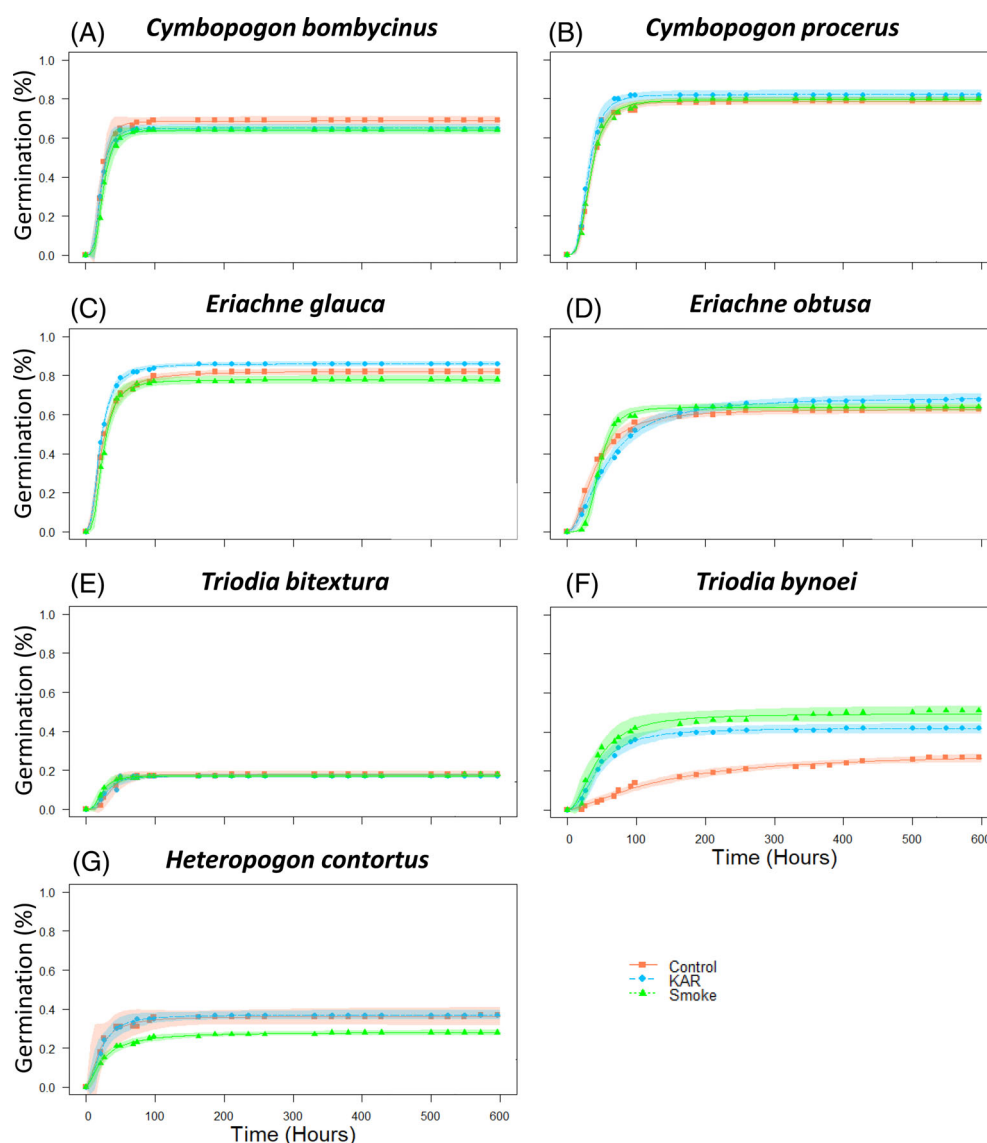 (A) Cymbopogon bombycinus
(B) Cymbopogon procerus
Germination (%)
1.0
0.8
0.6
0.4
0.2
0.0
(C) Eriachne glauca
(D) Eriachne obtusa
Germination (%)
1.0
0.8
0.6
0.4
0.2
0.0
(E) Triodia bitextura
(F) Triodia bynoei
Germination (%)
1.0
0.8
0.6
0.4
0.2
0.0
0 100 200 300 400 500 600
Time (Hours)
(G) Heteropogon contortus
Germination (%)
1.0
0.8
0.6
0.4
0.2
0.0
0 100 200 300 400 500 600
Time (Hours)
Control
KAR
Smoke